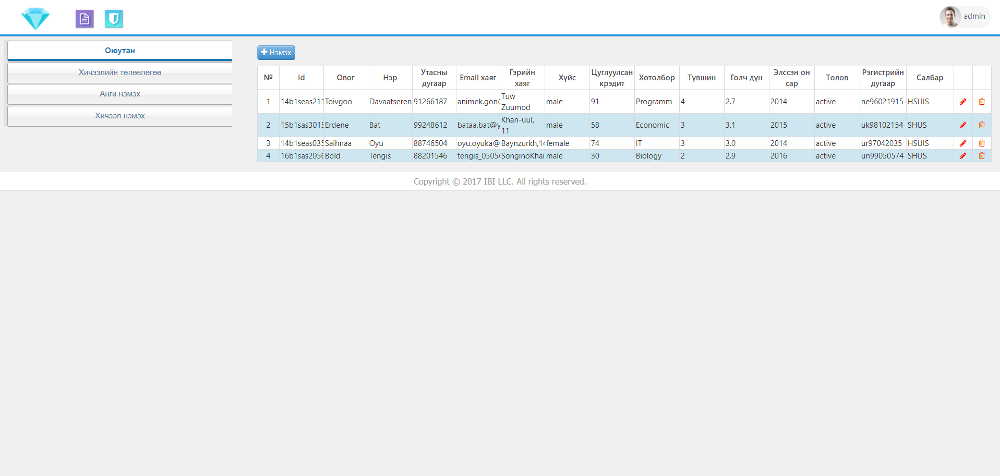 admin
Оюутан
Хичээлийн төлөвлөгөө
Анги нэмэх
Хичээл нэмэх
Нэмэх
№ Id Овог Нэр Утасны дугаар Email хаяг Гэрийн хаяг Хүйс Цуглуулсан крэдит Хөтөлбөр Түвшин Голч дүн Элссэн он сар Төлөв Рэгистрийн дугаар Салбар
1 14b1seas211 Toivgoo Davaatseren 91266187 animek.gon Tuw Zuumod male 91 Programm 4 2.7 2014 active ne96021915 HSUIS
2 15b1sas3015 Erdene Bat 99248612 bataa.bat@y Khan-uul, 11 male 58 Economic 3 3.1 2015 active uk98102154 SHUS
3 14b1seas035 Saihnaa Oyu 88746504 oyu.oyuka@ Baynzurkh,14 female 74 IT 3 3.0 2014 active ur97042035 HSUIS
4 16b1sas2056 Bold Tengis 88201546 tengis_0505 SonginoKhai male 30 Biology 2 2.9 2016 active un99050574 SHUS
Copyright © 2017 IBI LLC. All rights reserved.